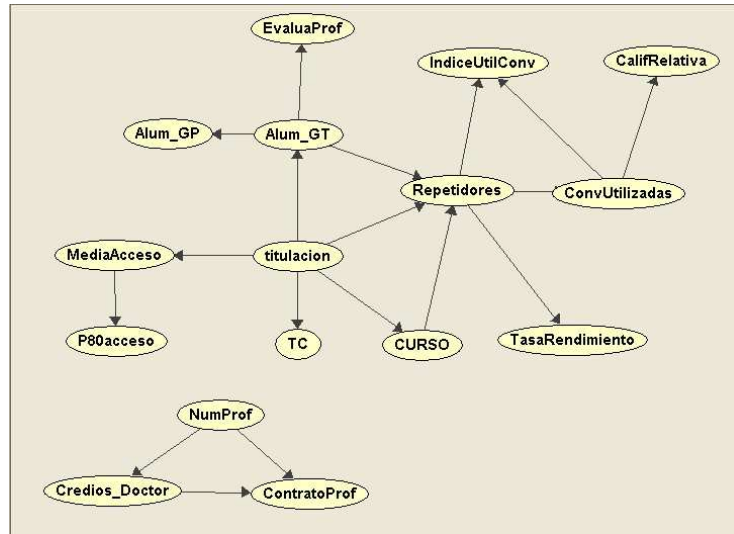 EvaluaProf
IndiceUtilConv
CalifRelativa
Alum_GP
Alum_GT
Repetidores
ConvUtilizadas
MediaAcceso
titulacion
P80acceso
TC
CURSO
TasaRendimiento
NumProf
Credios_Doctor
ContratoProf